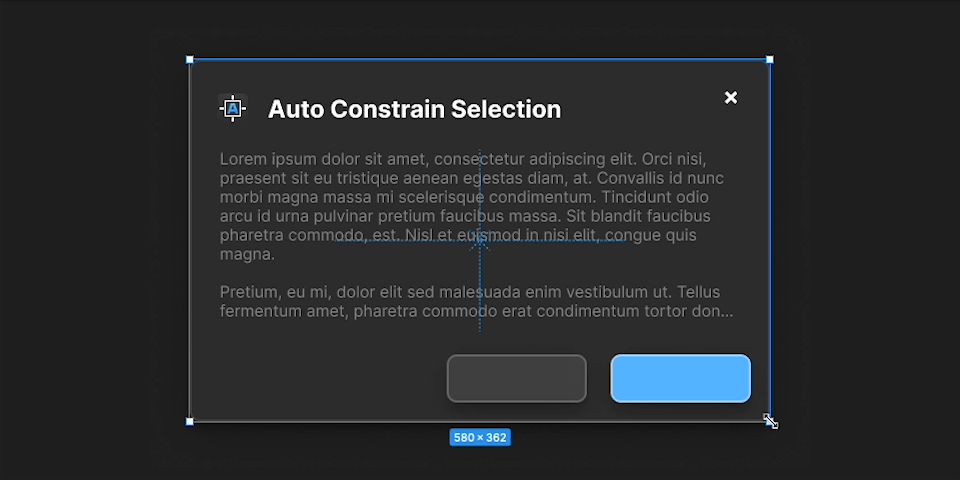 A
Auto Constrain Selection
Lorem ipsum dolor sit amet, consectetur adipiscing elit. Orci nisi,
praesent sit eu tristique aenean egestas diam, at. Convallis id nunc
morbi magna massa mi scelerisque condimentum. Tincidunt odio
arcu id urna pulvinar pretium faucibus massa. Sit blandit faucibus
pharetra commodo, est. Nisl et euismod in nisi elit, congue quis
magna.
Pretium, eu mi, dolor elit sed malesuada enim vestibulum ut. Tellus
fermentum amet, pharetra commodo erat condimentum tortor don...
580 × 362